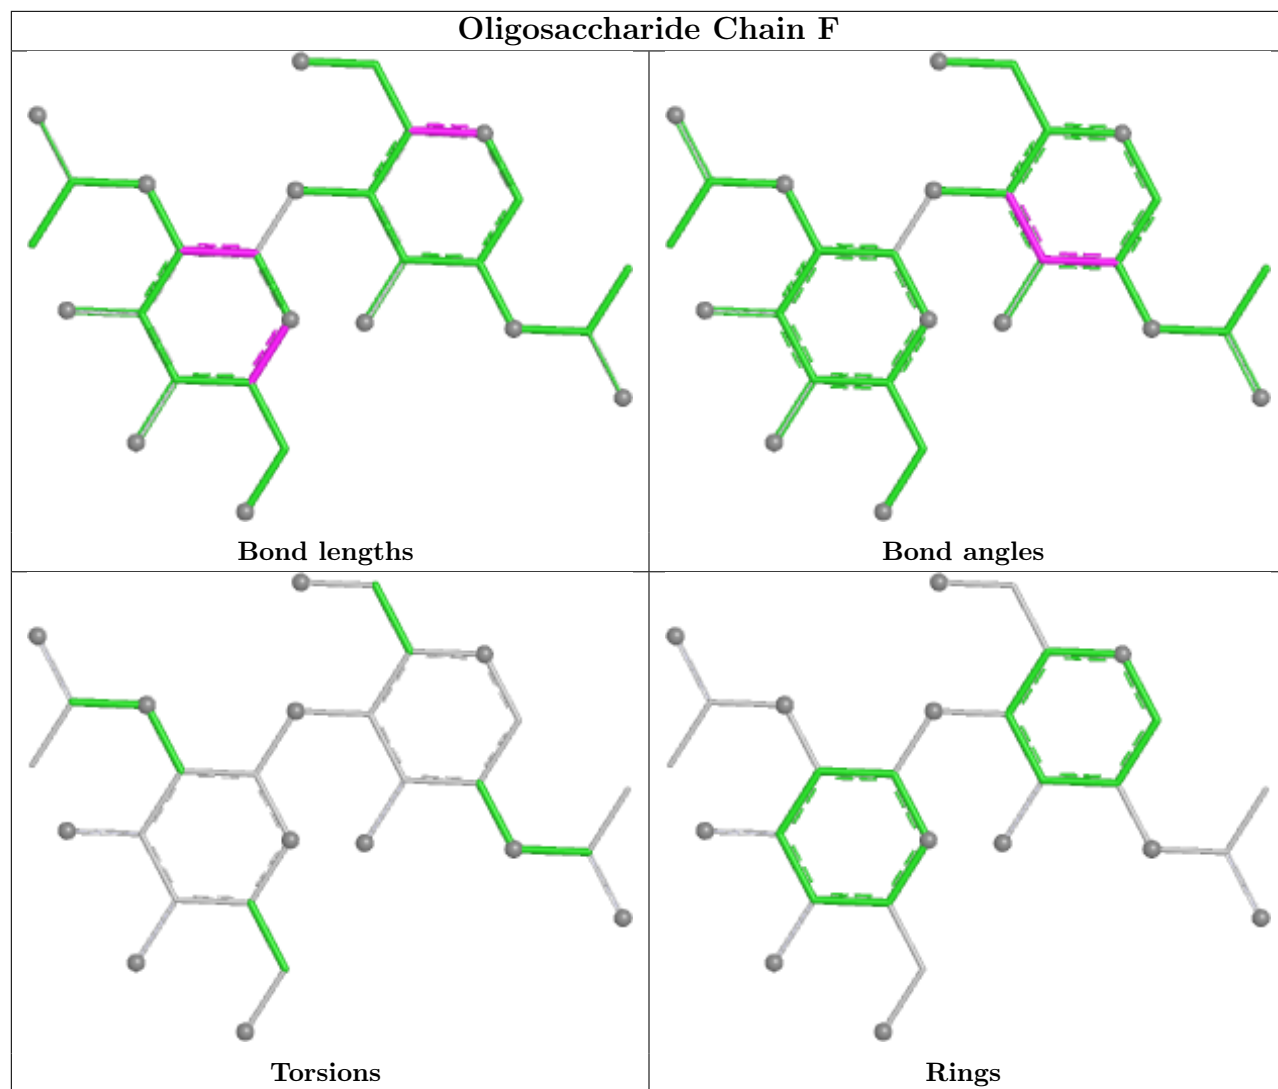 Oligosaccharide Chain F
Bond lengths
Bond angles
Torsions
Rings